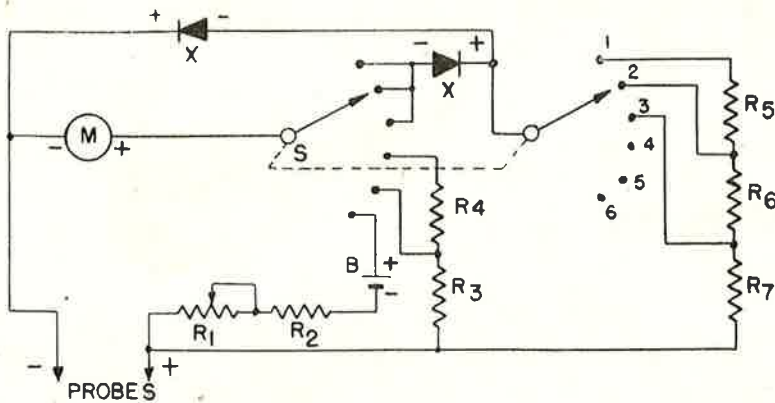 + -
X
- +
X
1
2
3
4
5
6
R5
R6
R7
- M +
S
R4
R3
B +
-
R1
R2
- +
PROBES